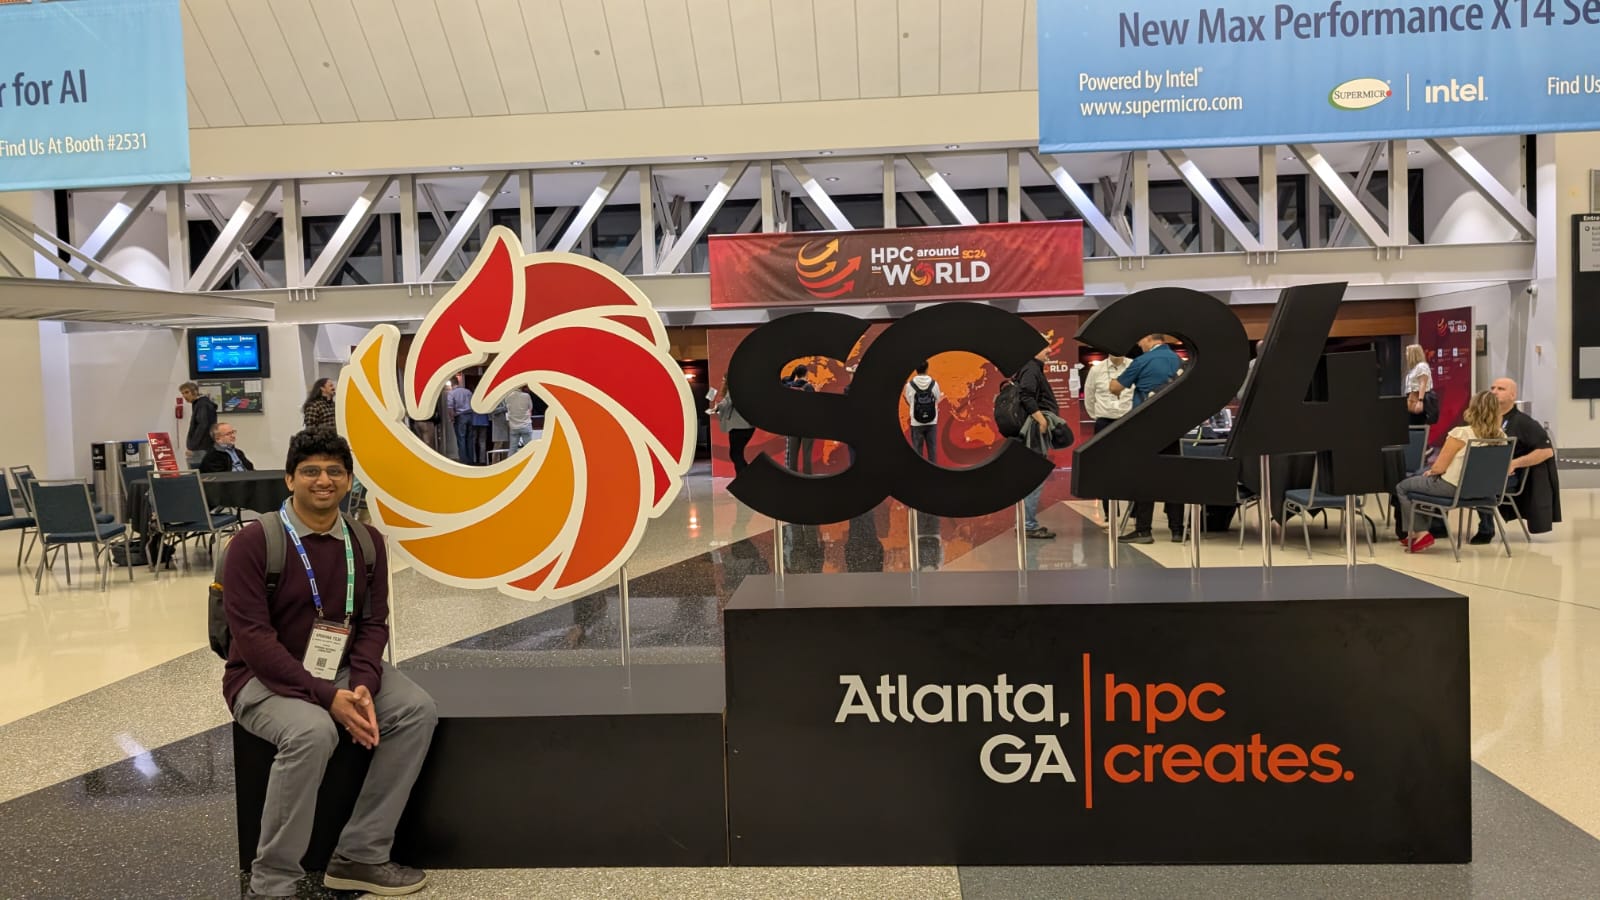 r for AI
Find Us At Booth #2531
New Max Performance X14 Se
Powered by Intel®
www.supermicro.com
SUPERMICR
intel.
Find Us
HPC around SC24
the WORLD
SC24
Atlanta,
GA
hpc
creates.